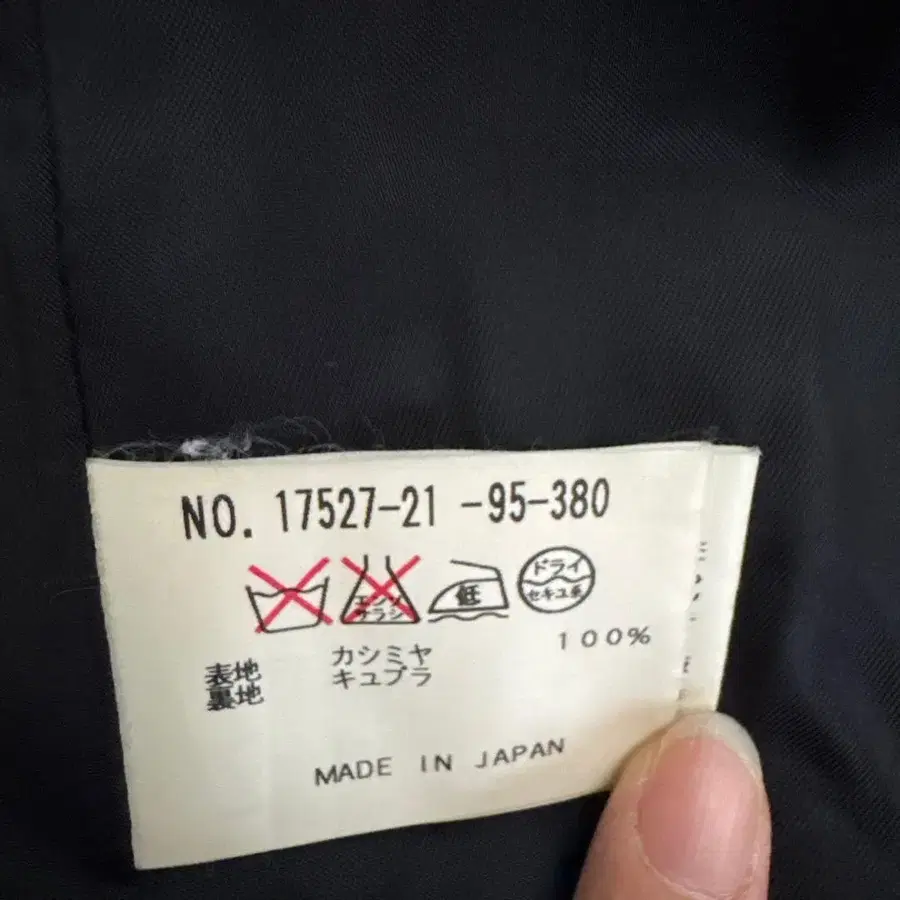 NO. 17527-21 -95-380
エンソ
サラシ
低
ドライ
セキユ系
表地 カシミヤ 100%
裏地 キュプラ
MADE IN JAPAN